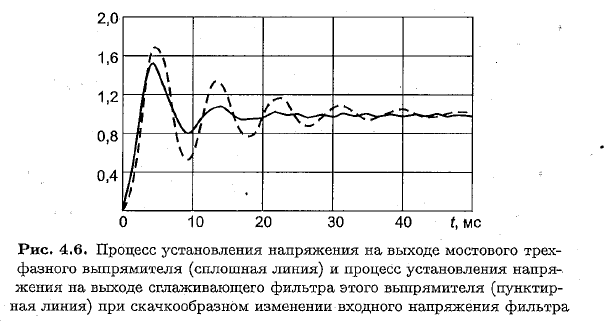 2,0
1,6
1,2
0,8
0,4
0 10 20 30 40 t, мс
Рис. 4.6. Процесс установления напряжения на выходе мостового трех-
фазного выпрямителя (сплошная линия) и процесс установления напря-
жения на выходе сглаживающего фильтра этого выпрямителя (пунктир-
ная линия) при скачкообразном изменении входного напряжения фильтра